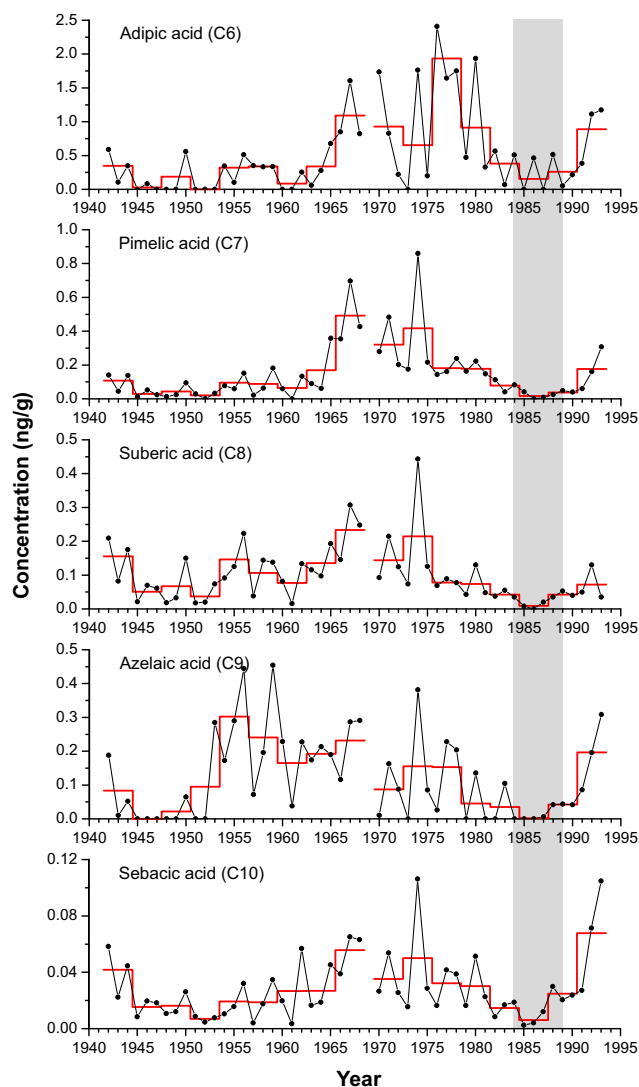 Adipic acid (C6)
2.5
2.0
1.5
1.0
0.5
0.0
1940 1945 1950 1955 1960 1965 1970 1975 1980 1985 1990 1995
Pimelic acid (C7)
1.0
0.8
0.6
0.4
0.2
0.0
1940 1945 1950 1955 1960 1965 1970 1975 1980 1985 1990 1995
Suberic acid (C8)
0.5
0.4
0.3
0.2
0.1
0.0
1940 1945 1950 1955 1960 1965 1970 1975 1980 1985 1990 1995
Azelaic acid (C9)
0.5
0.4
0.3
0.2
0.1
0.0
1940 1945 1950 1955 1960 1965 1970 1975 1980 1985 1990 1995
Sebacic acid (C10)
0.12
0.08
0.04
0.00
1940 1945 1950 1955 1960 1965 1970 1975 1980 1985 1990 1995
Concentration (ng/g)
Year